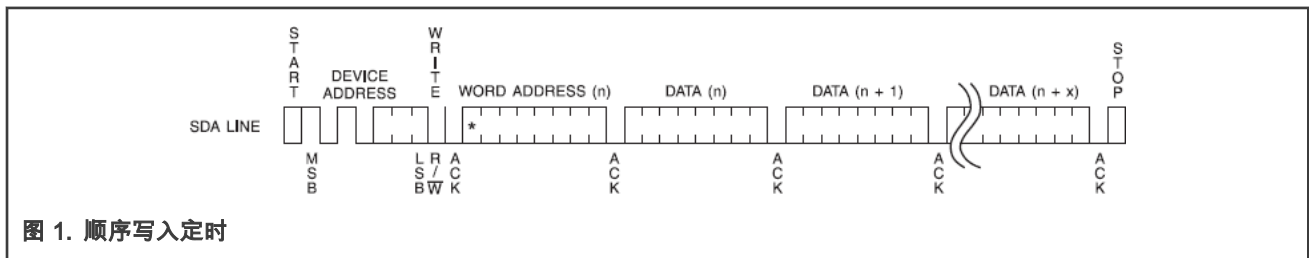 START
DEVICE ADDRESS
WRITE
WORD ADDRESS (n)
DATA (n)
DATA (n + 1)
DATA (n + x)
STOP
SDA LINE
*
MSB
LSB
R/W̅
ACK
ACK
ACK
ACK
ACK
图 1. 顺序写入定时